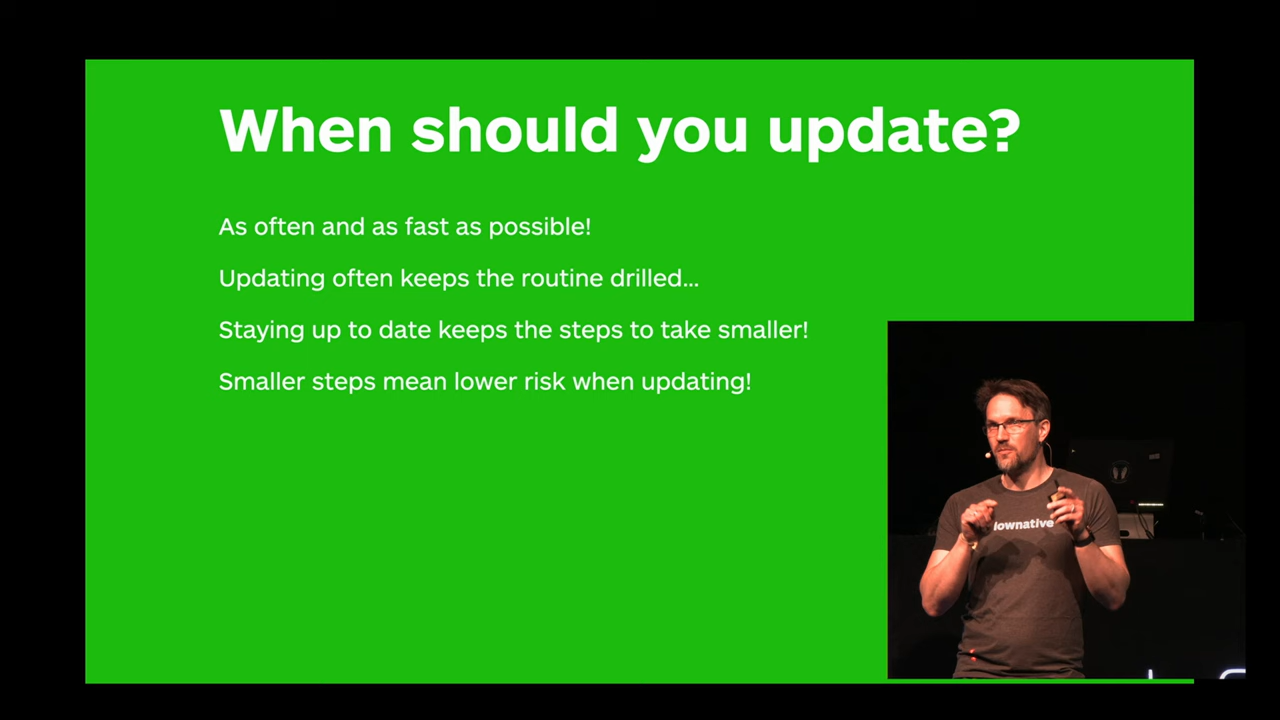 When should you update?
As often and as fast as possible!
Updating often keeps the routine drilled...
Staying up to date keeps the steps to take smaller!
Smaller steps mean lower risk when updating!
lownative